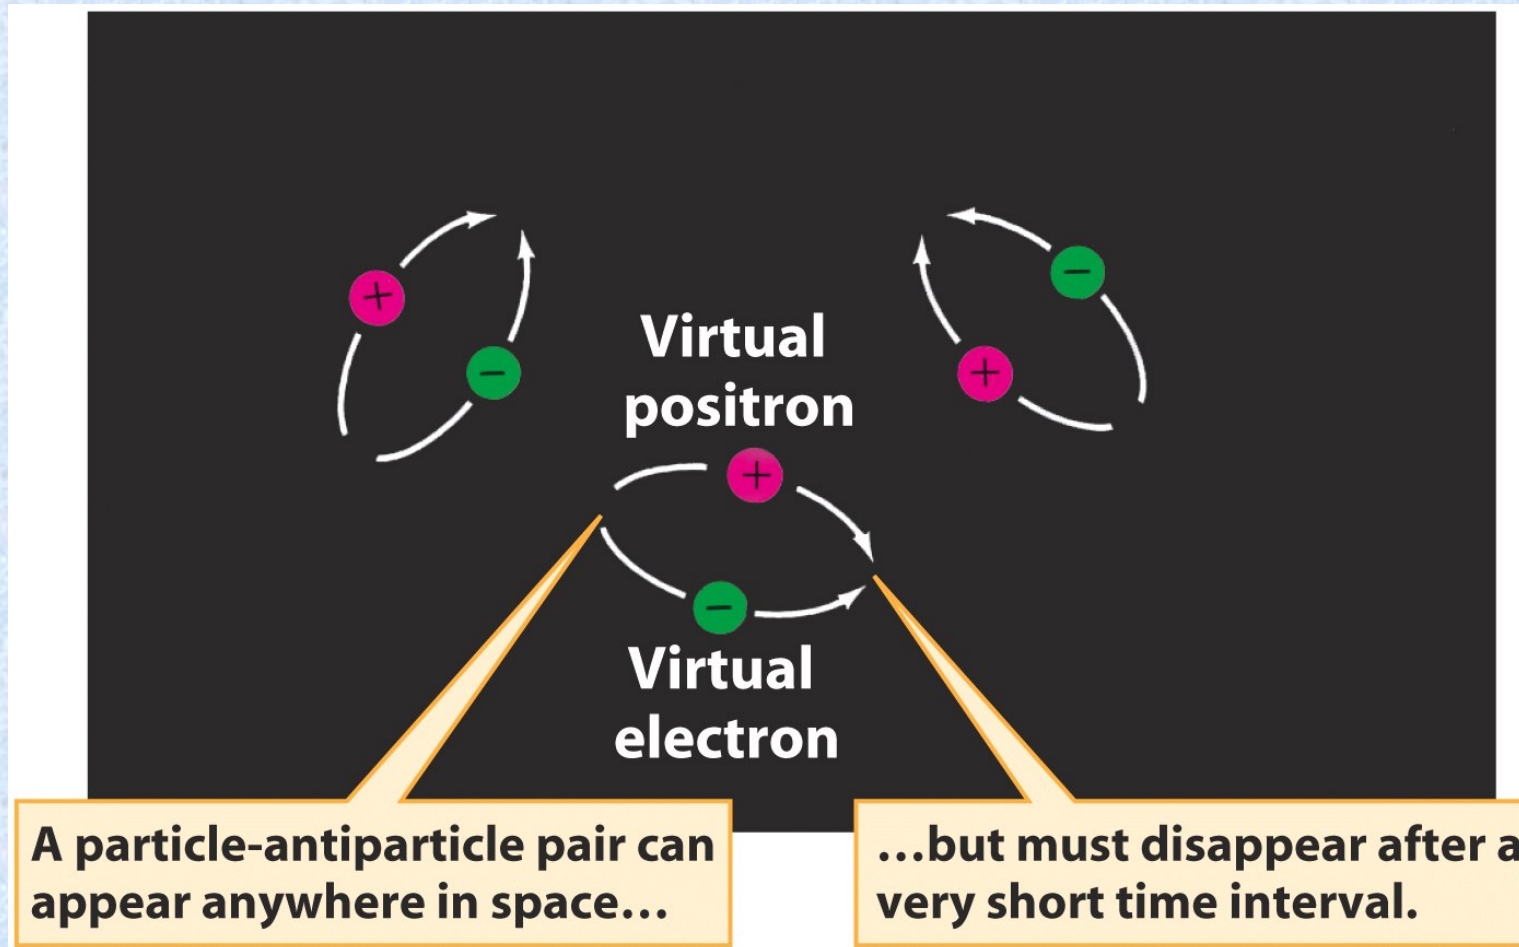 +
−
−
+
Virtual
positron
+
−
Virtual
electron
A particle-antiparticle pair can
appear anywhere in space...
...but must disappear after a
very short time interval.